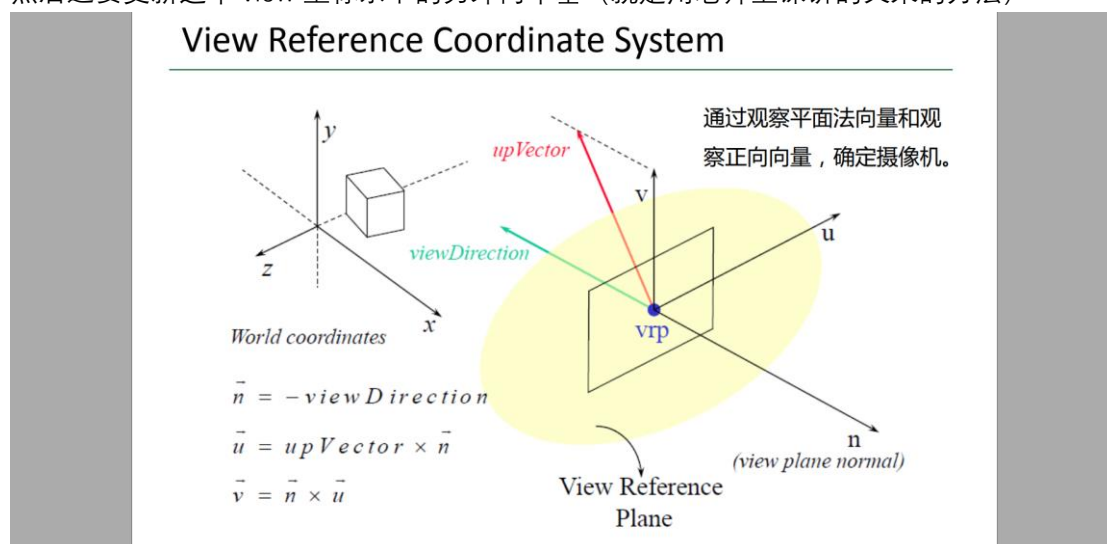 View Reference Coordinate System
通过观察平面法向量和观
察正向向量，确定摄像机。
y
upVector
v
u
viewDirection
z
x
vrp
World coordinates
n = −viewDirection
u = upVector × n
v = n × u
n
(view plane normal)
View Reference
Plane